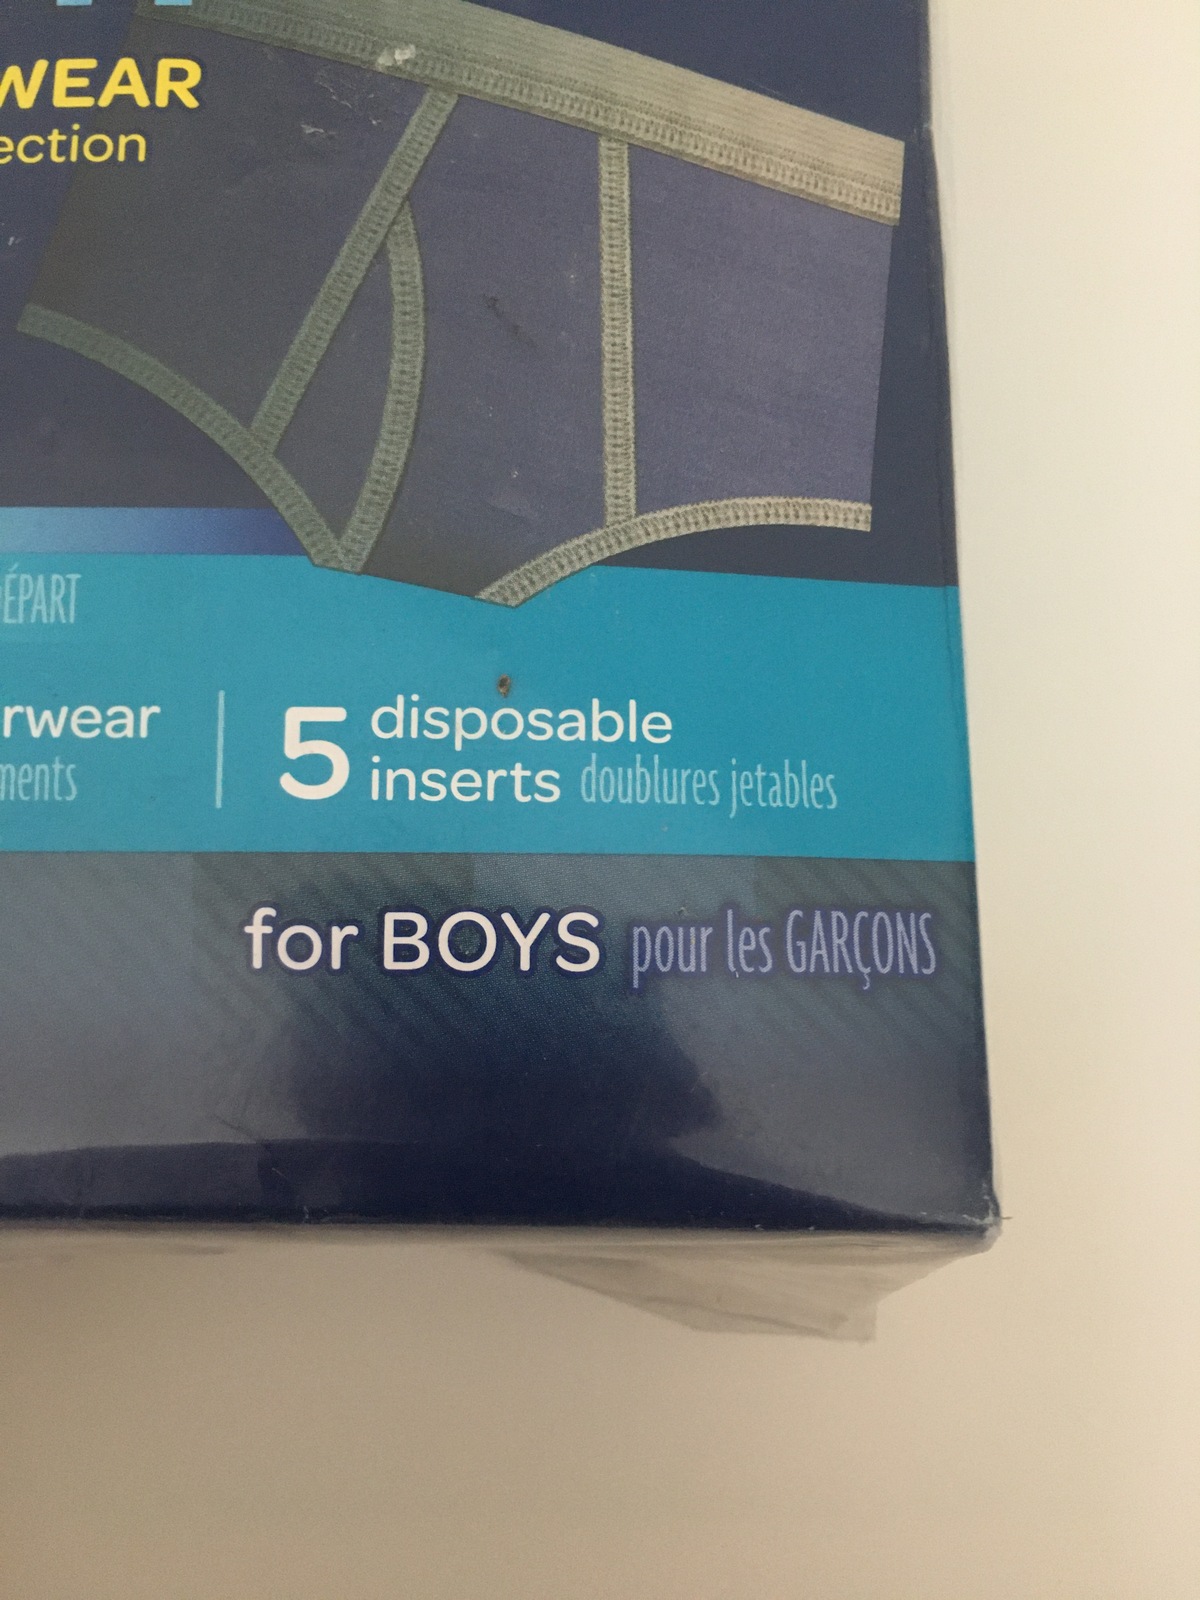 WEAR
ection
ÉPART
rwear
ments
5 disposable
inserts doublures jetables
for BOYS pour les GARÇONS